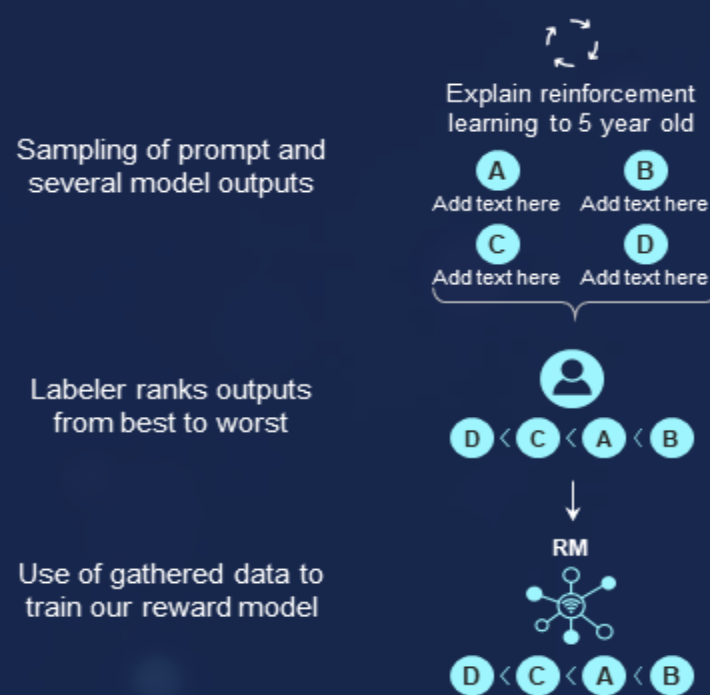 Explain reinforcement
learning to 5 year old
Sampling of prompt and
several model outputs
A B
Add text here Add text here
C D
Add text here Add text here
Labeler ranks outputs
from best to worst
D < C < A < B
RM
Use of gathered data to
train our reward model
D < C < A < B